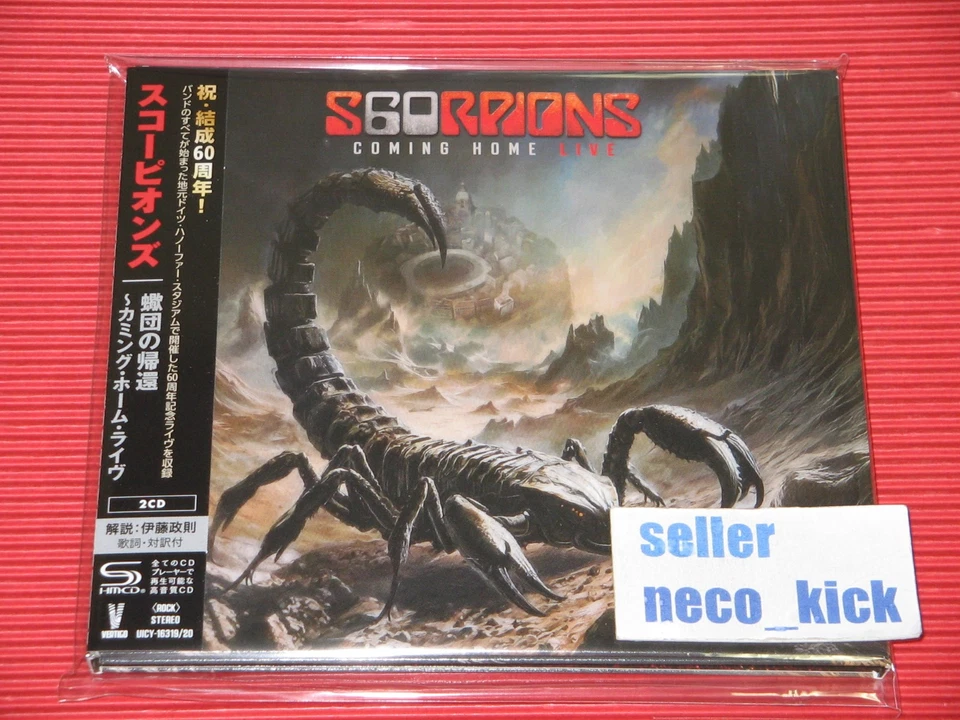 S60RPIONS
COMING HOME LIVE
祝・結成60周年!
バンドのすべてが始まった地元ドイツ・ハノーファー・スタジアムで開催した60周年記念ライヴを収録
スコーピオンズ
蠍団の帰還
～カミング・ホーム・ライヴ
2CD
解説:伊藤政則
歌詞・対訳付
SHMCD®
全てのCD
プレーヤーで
再生可能な
高音質CD
VERTIGO
〈ROCK〉
STEREO
UICY-16319/20
seller
neco_kick